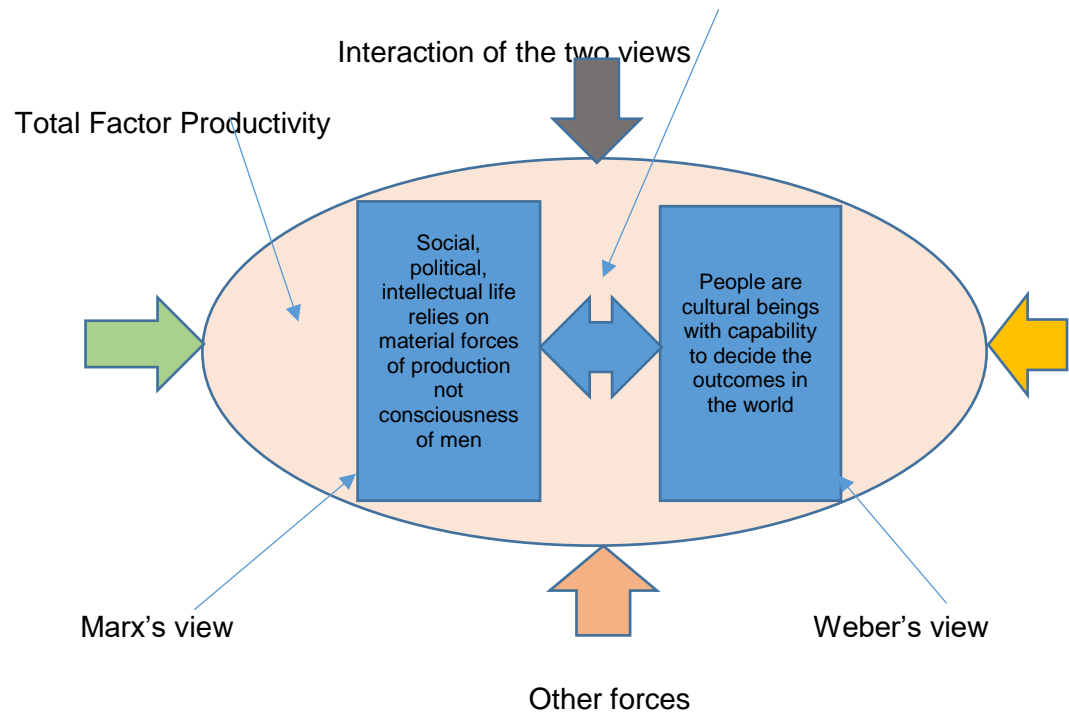 Interaction of the two views
Total Factor Productivity
Social,
political,
intellectual life
relies on
material forces
of production
not
consciousness
of men
People are
cultural beings
with capability
to decide the
outcomes in
the world
Marx’s view
Weber’s view
Other forces